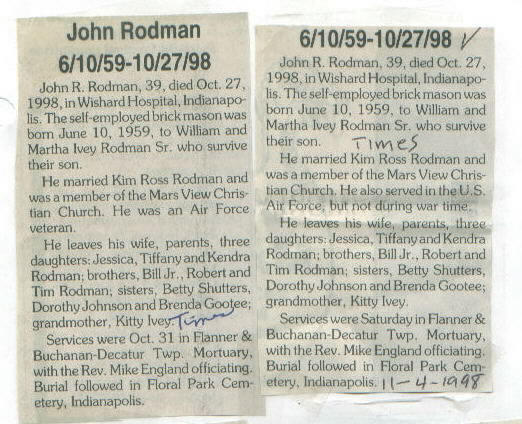 John Rodman
6/10/59-10/27/98
John R. Rodman, 39, died Oct. 27,
1998, in Wishard Hospital, Indianapo-
lis. The self-employed brick mason was
born June 10, 1959, to William and
Martha Ivey Rodman Sr. who survive
their son.
He married Kim Ross Rodman and
was a member of the Mars View Chris-
tian Church. He was an Air Force
veteran.
He leaves his wife, parents, three
daughters: Jessica, Tiffany and Kendra
Rodman; brothers, Bill Jr., Robert and
Tim Rodman; sisters, Betty Shutters,
Dorothy Johnson and Brenda Gootee;
grandmother, Kitty Ivey. Times
Services were Oct. 31 in Flanner &
Buchanan-Decatur Twp. Mortuary,
with the Rev. Mike England officiating.
Burial followed in Floral Park Cem-
etery, Indianapolis.
6/10/59-10/27/98 ✓
John R. Rodman, 39, died Oct. 27,
1998, in Wishard Hospital, Indianapo-
lis. The self-employed brick mason was
born June 10, 1959, to William and
Martha Ivey Rodman Sr. who survive
their son. Times
He married Kim Ross Rodman and
was a member of the Mars View Chris-
tian Church. He also served in the U.S.
Air Force, but not during war time.
He leaves his wife, parents, three
daughters: Jessica, Tiffany and Kendra
Rodman; brothers, Bill Jr., Robert and
Tim Rodman; sisters, Betty Shutters,
Dorothy Johnson and Brenda Gootee;
grandmother, Kitty Ivey.
Services were Saturday in Flanner &
Buchanan-Decatur Twp. Mortuary,
with the Rev. Mike England officiating.
Burial followed in Floral Park Cem-
etery, Indianapolis. 11-4-1998